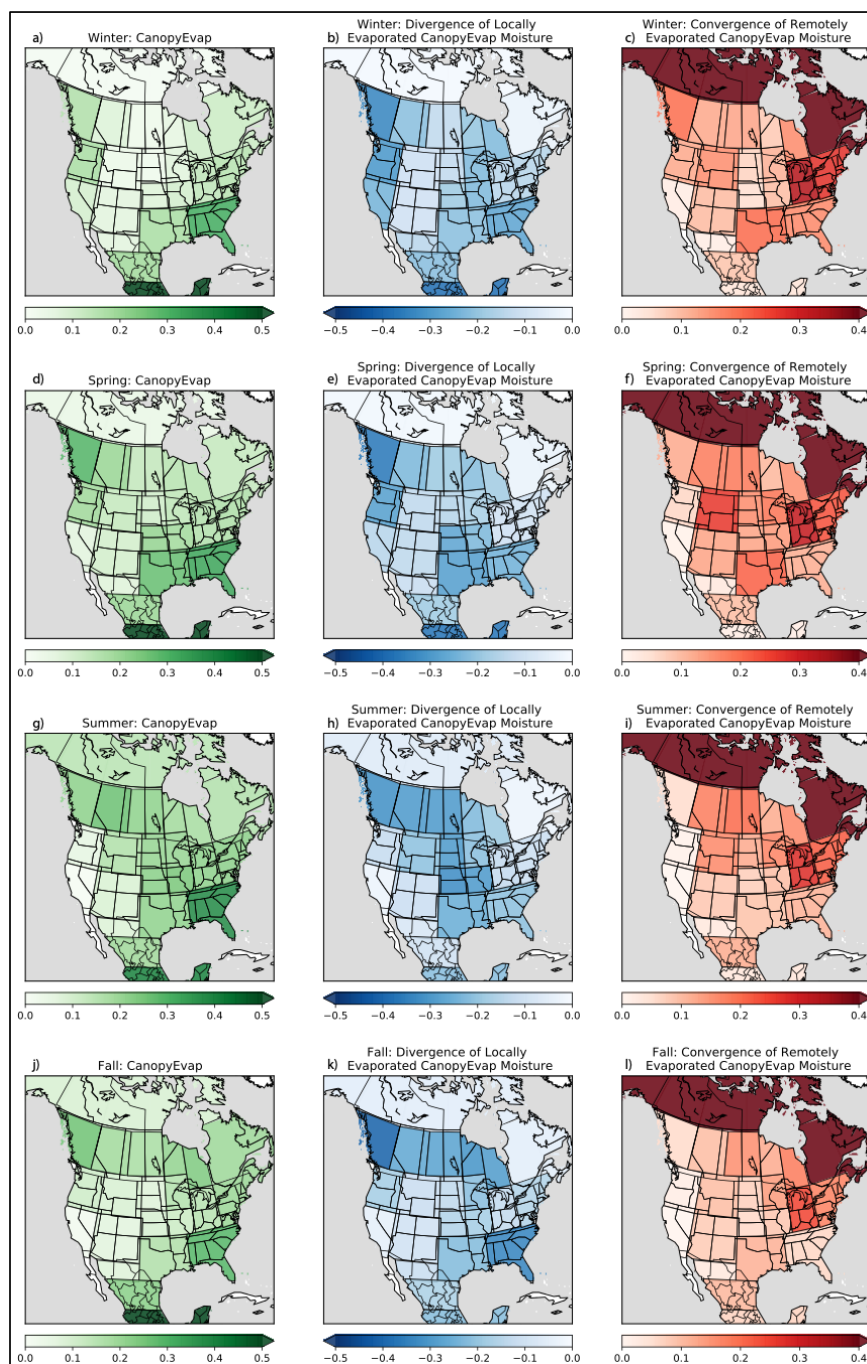 a) Winter: CanopyEvap
b) Winter: Divergence of Locally
Evaporated CanopyEvap Moisture
c) Winter: Convergence of Remotely
Evaporated CanopyEvap Moisture
0.0 0.1 0.2 0.3 0.4 0.5
−0.5 −0.4 −0.3 −0.2 −0.1 0.0
0.0 0.1 0.2 0.3 0.4
d) Spring: CanopyEvap
e) Spring: Divergence of Locally
Evaporated CanopyEvap Moisture
f) Spring: Convergence of Remotely
Evaporated CanopyEvap Moisture
0.0 0.1 0.2 0.3 0.4 0.5
−0.5 −0.4 −0.3 −0.2 −0.1 0.0
0.0 0.1 0.2 0.3 0.4
g) Summer: CanopyEvap
h) Summer: Divergence of Locally
Evaporated CanopyEvap Moisture
i) Summer: Convergence of Remotely
Evaporated CanopyEvap Moisture
0.0 0.1 0.2 0.3 0.4 0.5
−0.5 −0.4 −0.3 −0.2 −0.1 0.0
0.0 0.1 0.2 0.3 0.4
j) Fall: CanopyEvap
k) Fall: Divergence of Locally
Evaporated CanopyEvap Moisture
l) Fall: Convergence of Remotely
Evaporated CanopyEvap Moisture
0.0 0.1 0.2 0.3 0.4 0.5
−0.5 −0.4 −0.3 −0.2 −0.1 0.0
0.0 0.1 0.2 0.3 0.4